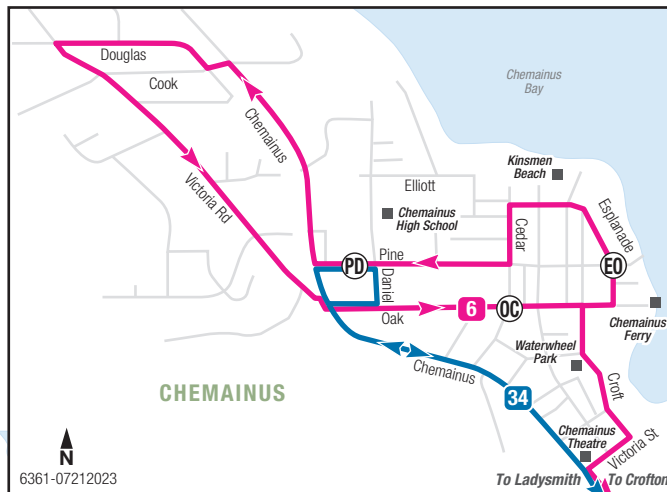 Douglas
Cook
Chemainus
Bay
Chemainus
Victoria Rd
Kinsmen
Beach
Elliott
Chemainus
High School
Cedar
Esplanade
Pine
PD
Daniel
EO
Oak
6
OC
Chemainus
Ferry
Waterwheel
Park
Chemainus
34
Croft
CHEMAINUS
Chemainus
Theatre
Victoria St
N
6361-07212023
To Ladysmith
To Crofton